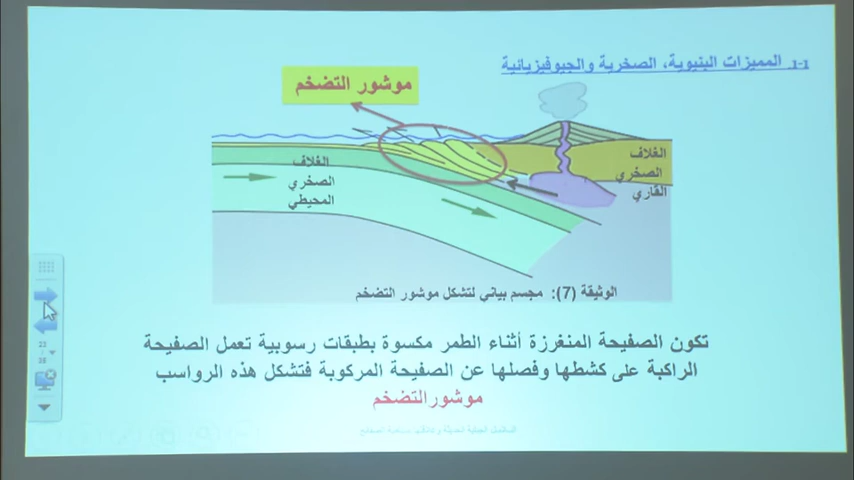 1-1. المميزات البنيوية، الصخرية والجيوفيزيائية
موشور التضخم
الغلاف
الصخري
القاري
الغلاف
الصخري
المحيطي
الوثيقة (7): مجسم بياني لتشكل موشور التضخم
تكون الصفيحة المنغرزة أثناء الطمر مكسوة بطبقات رسوبية تعمل الصفيحة
الراكبة على كشطها وفصلها عن الصفيحة المركوبة فتشكل هذه الرواسب
موشورالتضخم